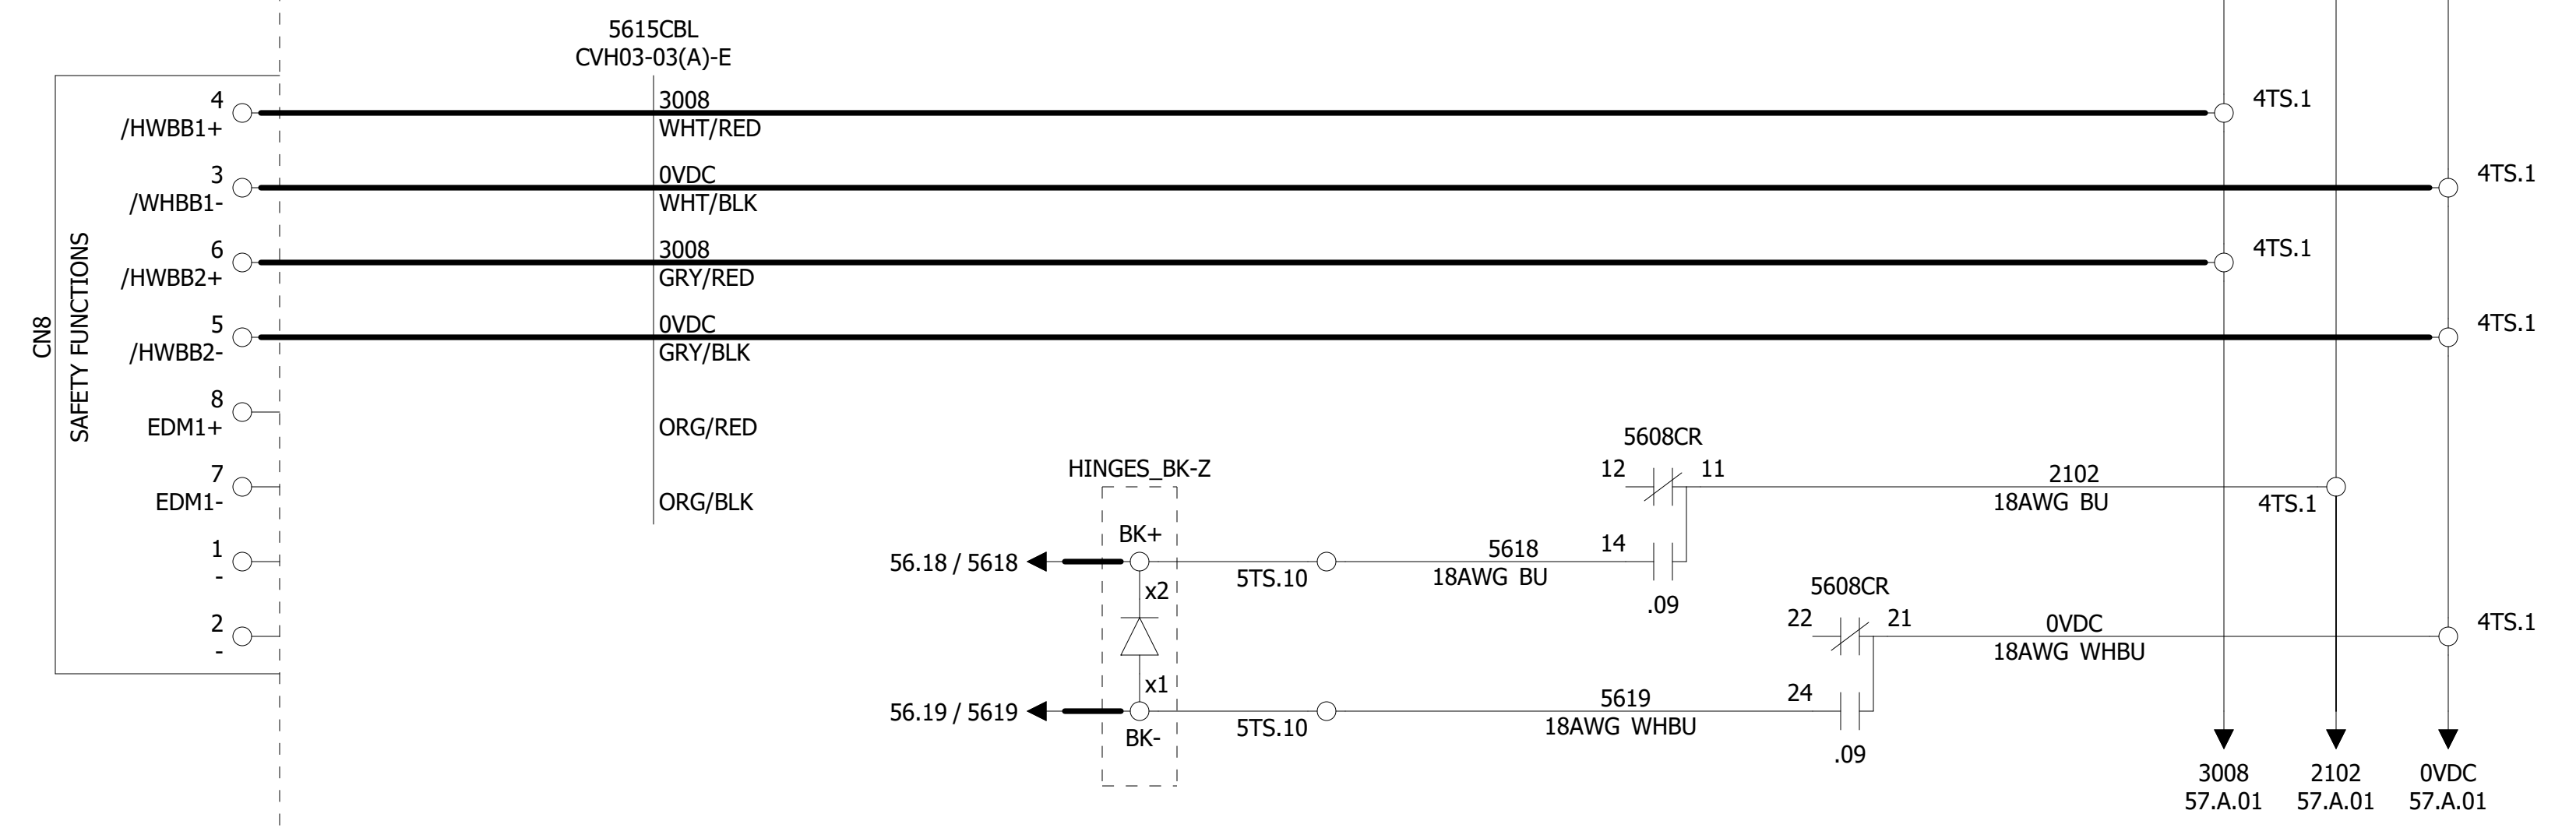 5615CBL
CVH03-03(A)-E
CN8
SAFETY FUNCTIONS
4
/HWBB1+
3008
WHT/RED
4TS.1
3
/WHBB1-
0VDC
WHT/BLK
4TS.1
6
/HWBB2+
3008
GRY/RED
4TS.1
5
/HWBB2-
0VDC
GRY/BLK
4TS.1
8
EDM1+
ORG/RED
7
EDM1-
ORG/BLK
1
-
2
-
HINGES_BK-Z
5608CR
12
11
2102
18AWG BU
4TS.1
56.18 / 5618
BK+
5TS.10
5618
18AWG BU
14
.09
x2
5608CR
22
21
0VDC
18AWG WHBU
4TS.1
x1
56.19 / 5619
BK-
5TS.10
5619
18AWG WHBU
24
.09
3008
57.A.01
2102
57.A.01
0VDC
57.A.01